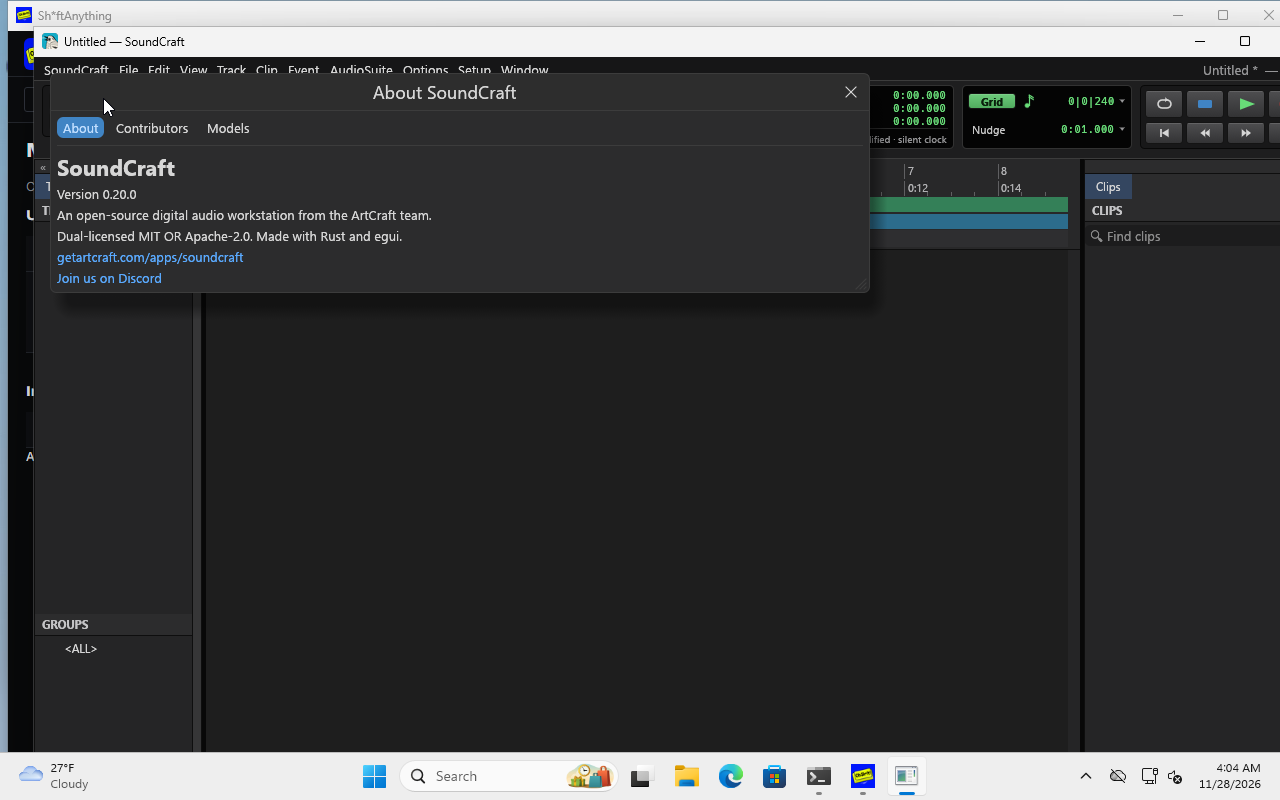 Sh*ftAnything
Untitled — SoundCraft
SoundCraft File Edit View Track Clip Event AudioSuite Options Setup Window
Untitled *
About SoundCraft
About Contributors Models
SoundCraft
Version 0.20.0
An open-source digital audio workstation from the ArtCraft team.
Dual-licensed MIT OR Apache-2.0. Made with Rust and egui.
getartcraft.com/apps/soundcraft
Join us on Discord
0:00.000
0:00.000
0:00.000
silent clock
Grid
0|0|240
Nudge
0:01.000
7
8
0:12
0:14
Clips
CLIPS
Find clips
GROUPS
<ALL>
27°F
Cloudy
Search
4:04 AM
11/28/2026